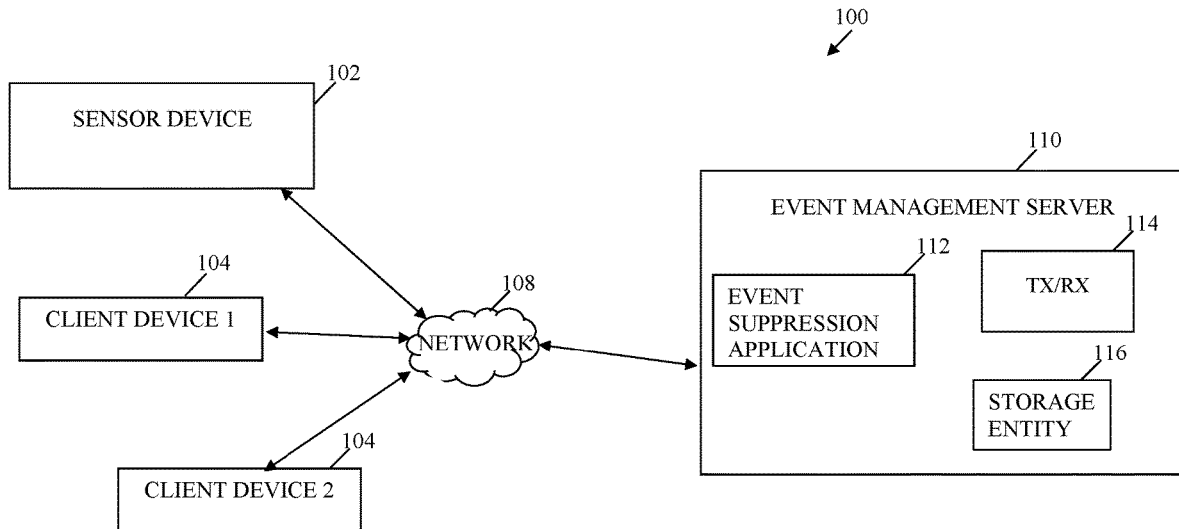 100
102
SENSOR DEVICE
110
EVENT MANAGEMENT SERVER
114
TX/RX
112
EVENT
SUPPRESSION
APPLICATION
104
CLIENT DEVICE 1
108
NETWORK
116
STORAGE
ENTITY
104
CLIENT DEVICE 2